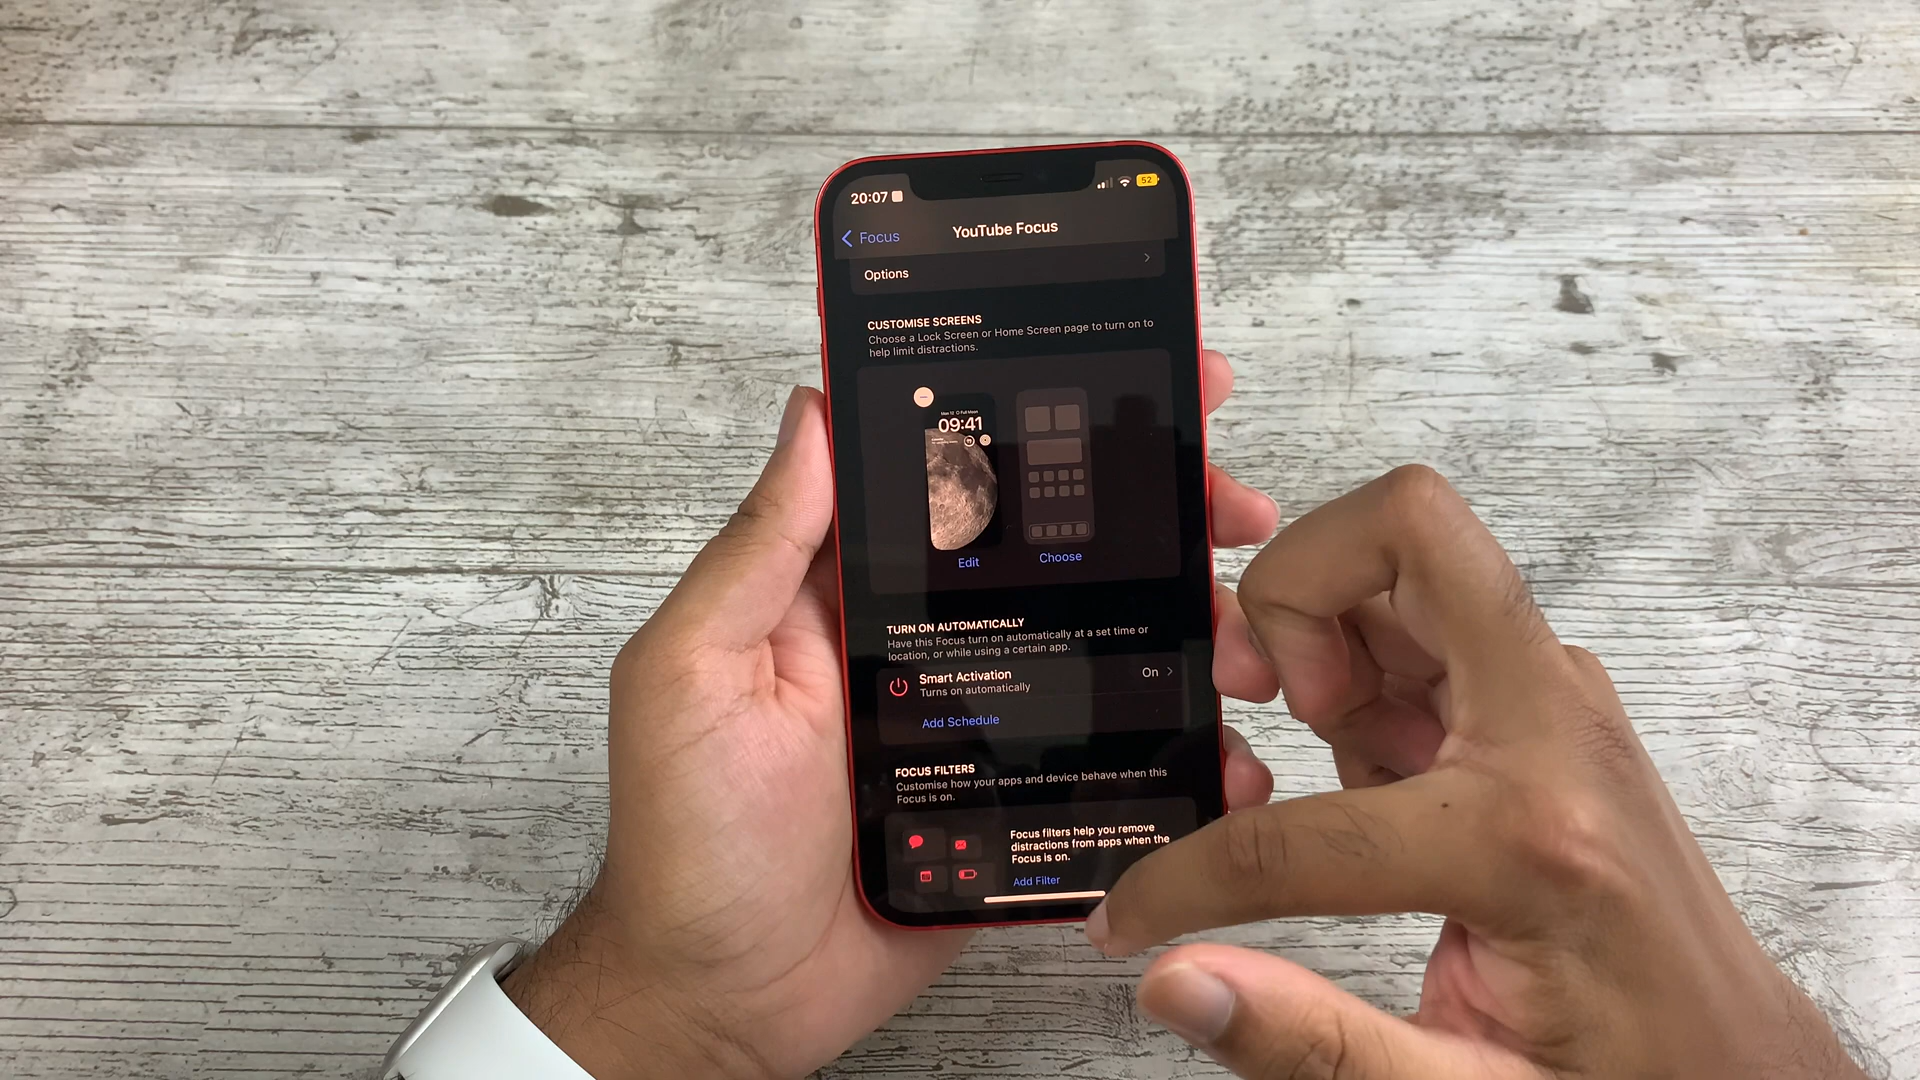 20:07
52
Focus
YouTube Focus
Options
CUSTOMISE SCREENS
Choose a Lock Screen or Home Screen page to turn on to
help limit distractions.
09:41
Edit
Choose
TURN ON AUTOMATICALLY
Have this Focus turn on automatically at a set time or
location, or while using a certain app.
Smart Activation
On
Turns on automatically
Add Schedule
FOCUS FILTERS
Customise how your apps and device behave when this
Focus is on.
Focus filters help you remove
distractions from apps when the
Focus is on.
Add Filter